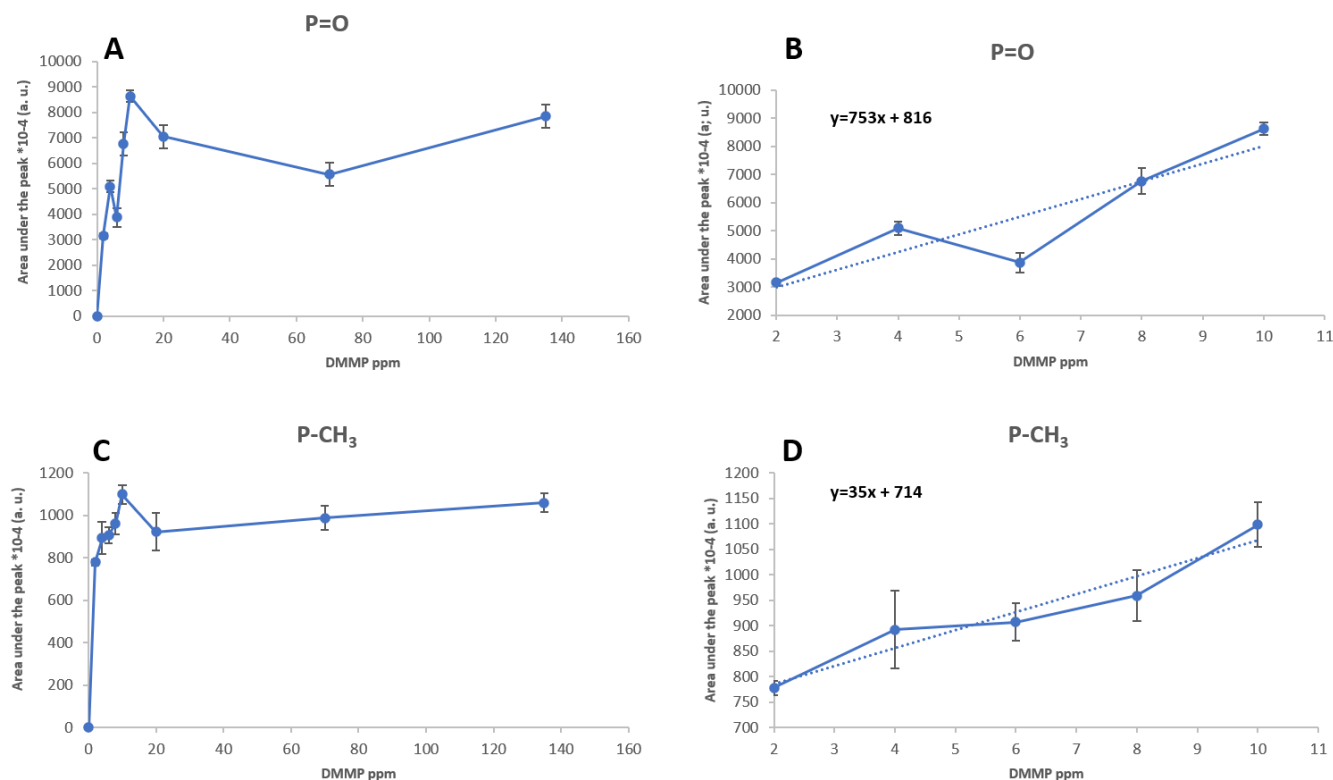 A
P=O
Area under the peak *10-4 (a. u.)
10000
9000
8000
7000
6000
5000
4000
3000
2000
1000
0
0 20 40 60 80 100 120 140 160
DMMP ppm
B
P=O
y=753x + 816
Area under the peak *10-4 (a; u.)
10000
9000
8000
7000
6000
5000
4000
3000
2000
2 3 4 5 6 7 8 9 10 11
DMMP ppm
C
P-CH₃
Area under the peak *10-4 (a. u.)
1200
1000
800
600
400
200
0
0 20 40 60 80 100 120 140 160
DMMP ppm
D
P-CH₃
y=35x + 714
Area under the peak *10-4 (a. u.)
1200
1150
1100
1050
1000
950
900
850
800
750
700
2 3 4 5 6 7 8 9 10 11
DMMP ppm